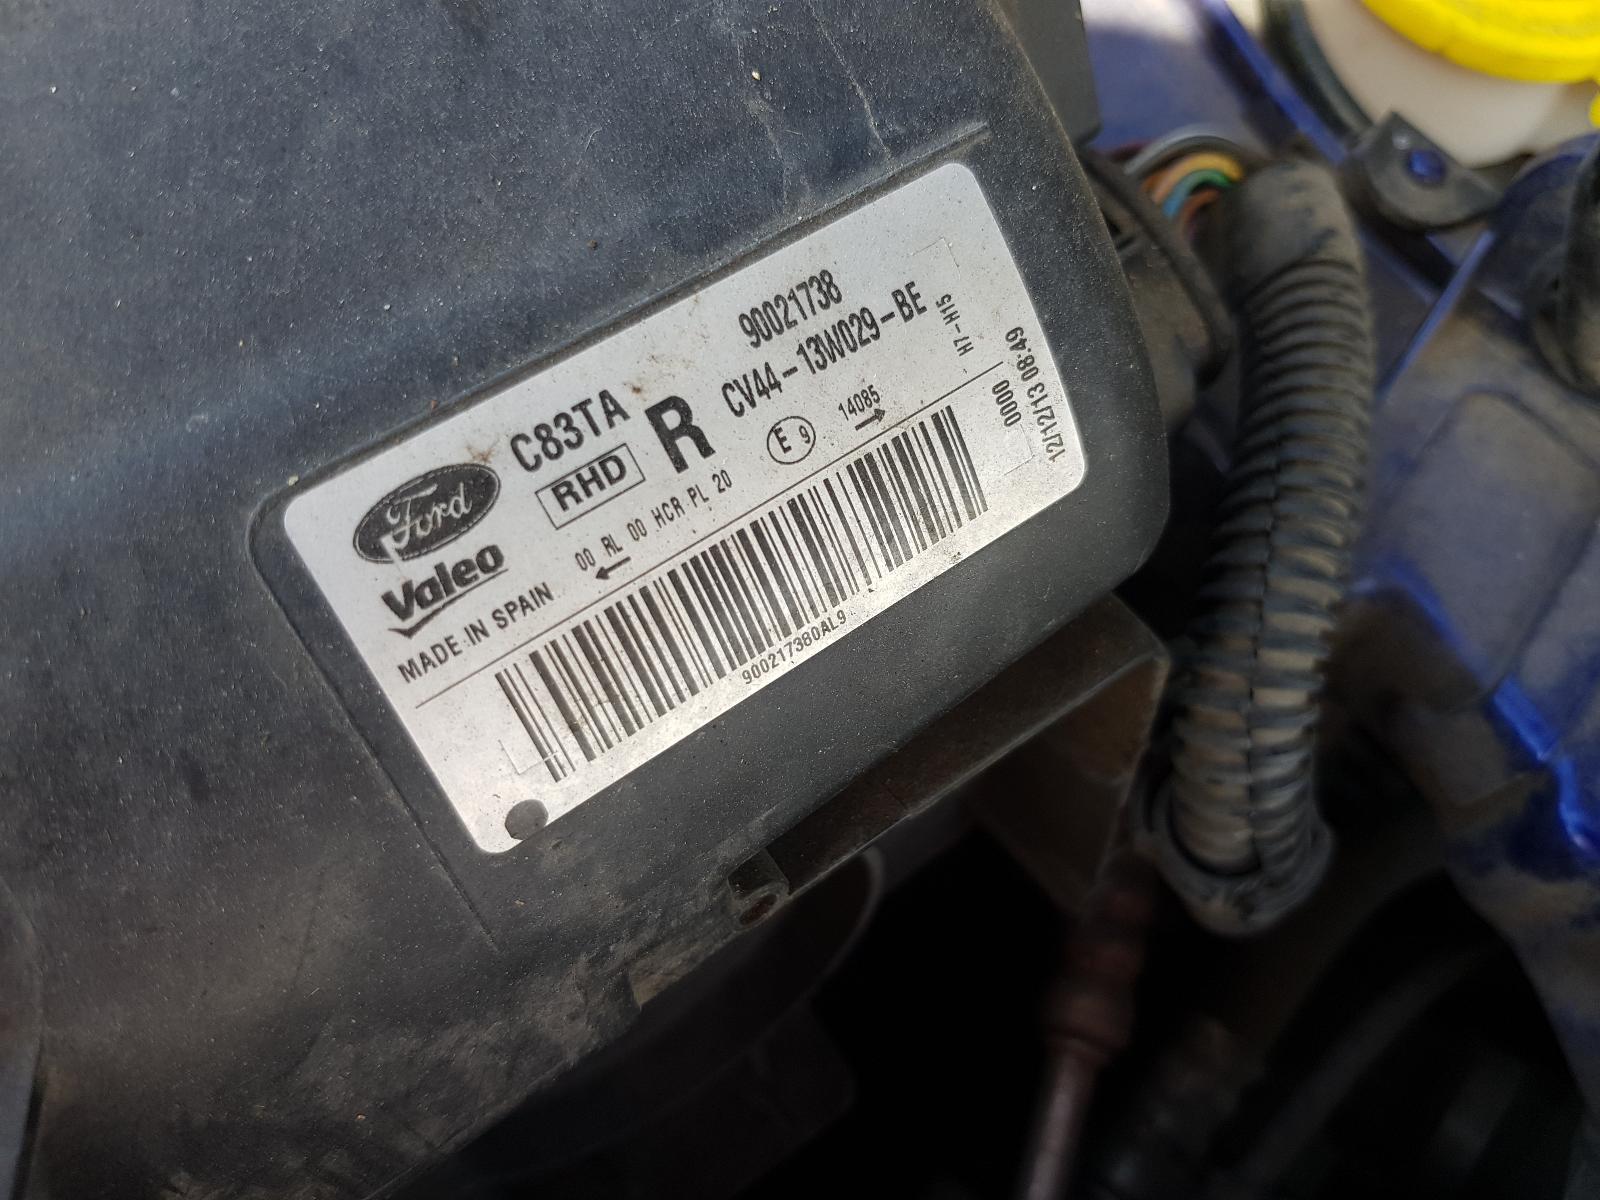 Ford
Valeo
MADE IN SPAIN
C83TA
RHD
R
90021738
CV44-13W029-BE
H7-H15
00 RL 00 HCR PL 20
E 9
14085
0000
12/12/13 08:49
900217380AL9